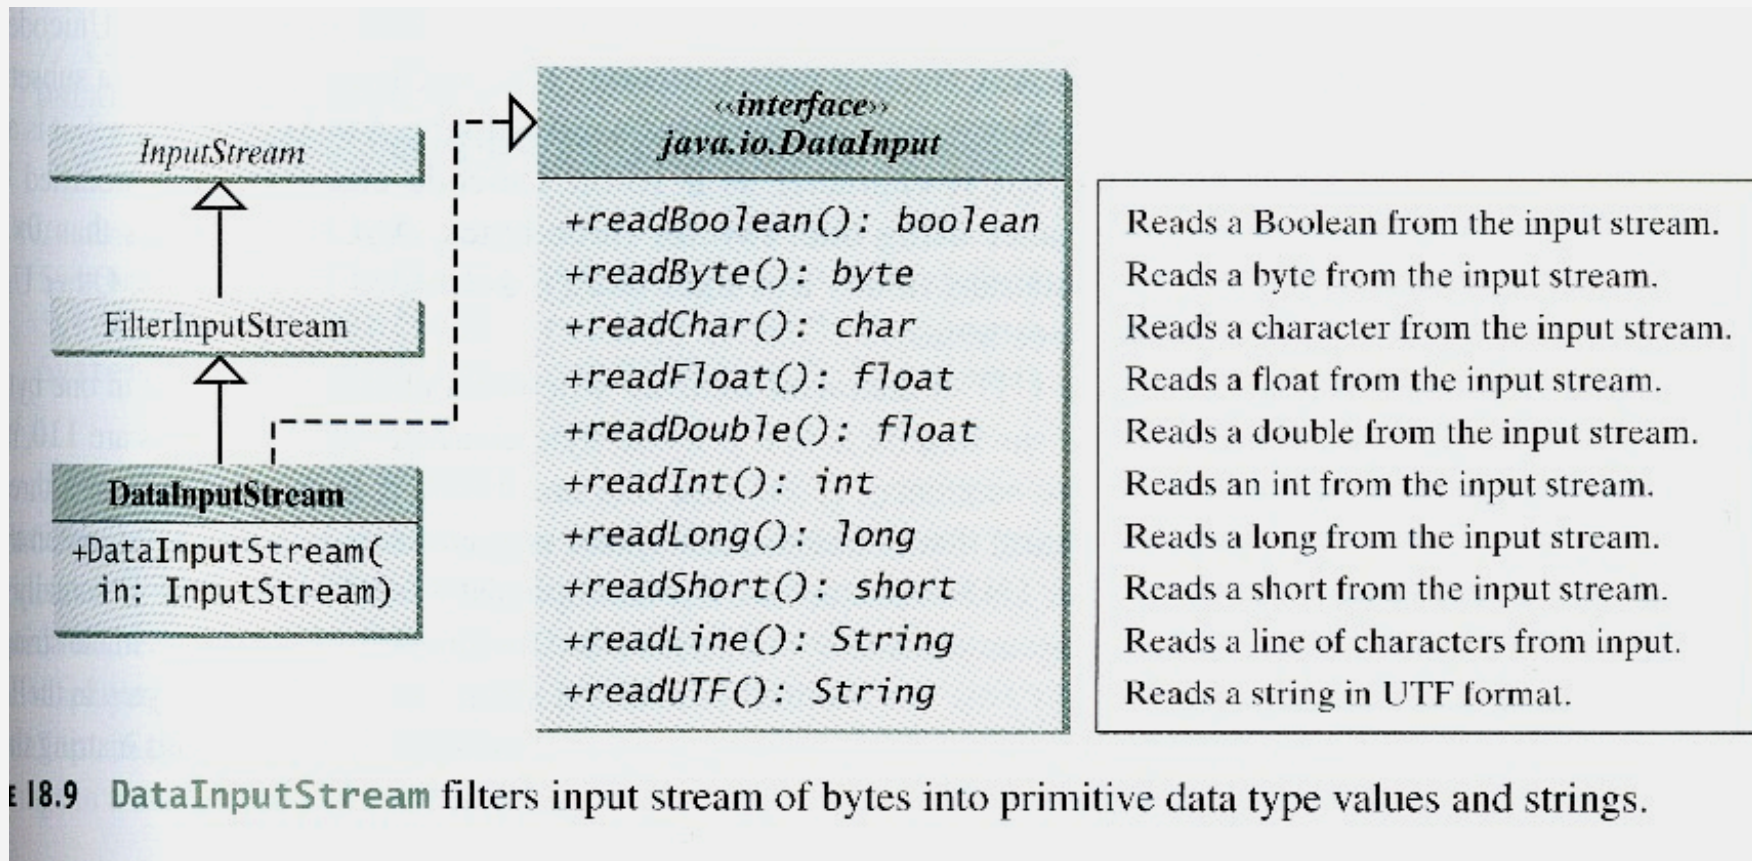 InputStream
FilterInputStream
DataInputStream
+DataInputStream(
in: InputStream)
«interface»
java.io.DataInput
+readBoolean(): boolean
+readByte(): byte
+readChar(): char
+readFloat(): float
+readDouble(): float
+readInt(): int
+readLong(): long
+readShort(): short
+readLine(): String
+readUTF(): String
Reads a Boolean from the input stream.
Reads a byte from the input stream.
Reads a character from the input stream.
Reads a float from the input stream.
Reads a double from the input stream.
Reads an int from the input stream.
Reads a long from the input stream.
Reads a short from the input stream.
Reads a line of characters from input.
Reads a string in UTF format.
18.9 DataInputStream filters input stream of bytes into primitive data type values and strings.